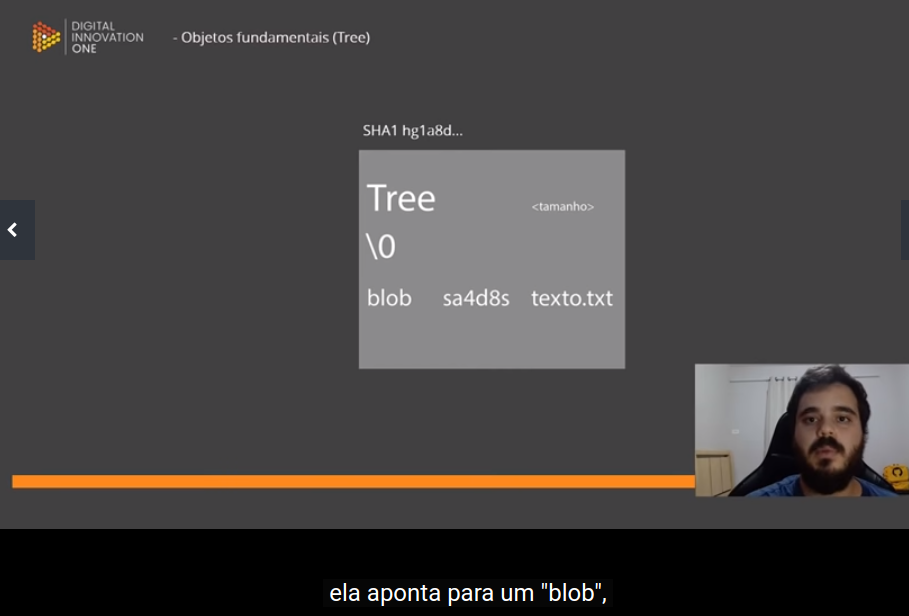 DIGITAL
INNOVATION
ONE
- Objetos fundamentais (Tree)
SHA1 hg1a8d...
Tree <tamanho>
\0
blob sa4d8s texto.txt
ela aponta para um "blob",